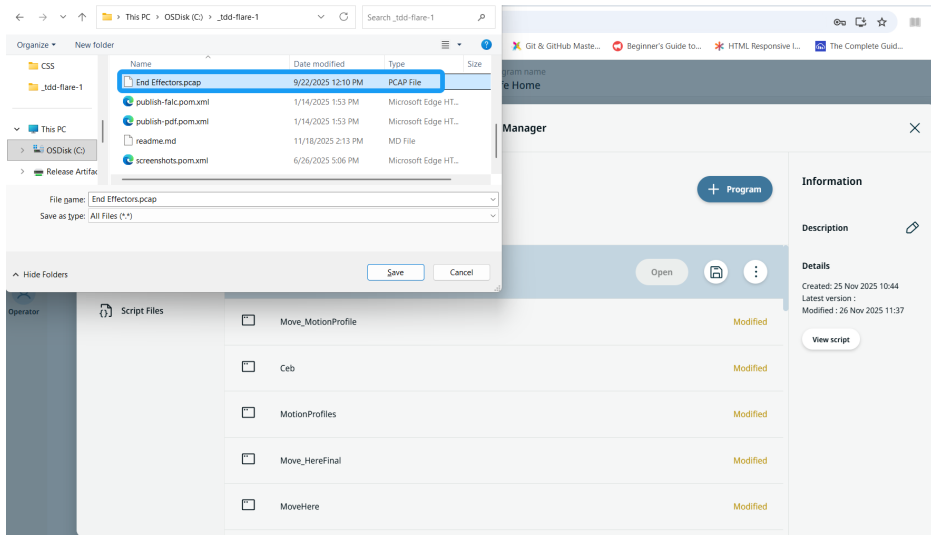 This PC > OSDisk (C:) > _tdd-flare-1
Search _tdd-flare-1
Organize
New folder
Name
Date modified
Type
Size
CSS
_tdd-flare-1
This PC
OSDisk (C:)
Release Artifac
End Effectors.pcap 9/22/2025 12:10 PM PCAP File
publish-falc.pom.xml 1/14/2025 1:53 PM Microsoft Edge HT...
publish-pdf.pom.xml 1/14/2025 1:53 PM Microsoft Edge HT...
readme.md 11/18/2025 2:13 PM MD File
screenshots.pom.xml 6/26/2025 5:06 PM Microsoft Edge HT...
File name: End Effectors.pcap
Save as type: All Files (*.*)
Hide Folders
Save
Cancel
Git & GitHub Maste...
Beginner's Guide to...
HTML Responsive I...
The Complete Guid...
gram name
e Home
Manager
+ Program
Open
Operator
Script Files
Move_MotionProfile Modified
Ceb Modified
MotionProfiles Modified
Move_HereFinal Modified
MoveHere Modified
Information
Description
Details
Created: 25 Nov 2025 10:44
Latest version :
Modified : 26 Nov 2025 11:37
View script